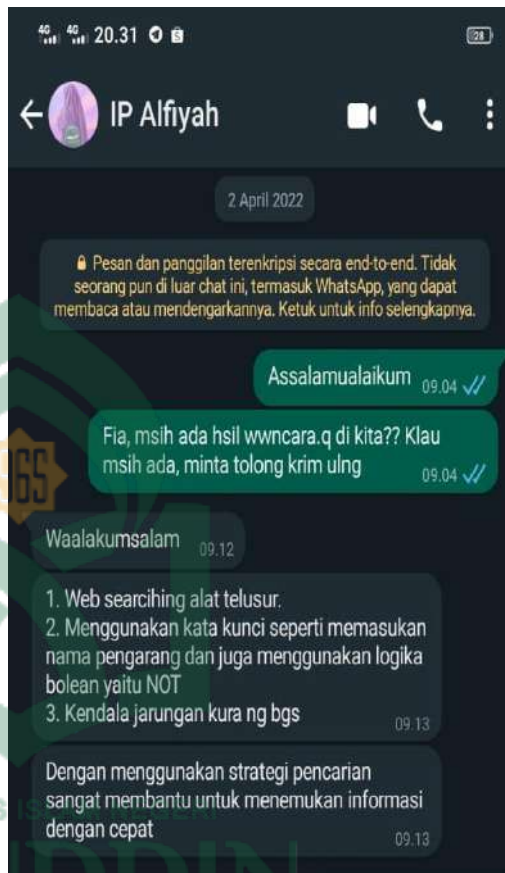 4G 4G 20.31 28
IP Alfiyah
2 April 2022
Pesan dan panggilan terenkripsi secara end-to-end. Tidak
seorang pun di luar chat ini, termasuk WhatsApp, yang dapat
membaca atau mendengarkannya. Ketuk untuk info selengkapnya.
Assalamualaikum 09.04
Fia, msih ada hsil wwncara.q di kita?? Klau
msih ada, minta tolong krim ulng 09.04
Waalakumsalam 09.12
1. Web searcihing alat telusur.
2. Menggunakan kata kunci seperti memasukan
nama pengarang dan juga menggunakan logika
bolean yaitu NOT
3. Kendala jarungan kura ng bgs 09.13
Dengan menggunakan strategi pencarian
sangat membantu untuk menemukan informasi
dengan cepat 09.13